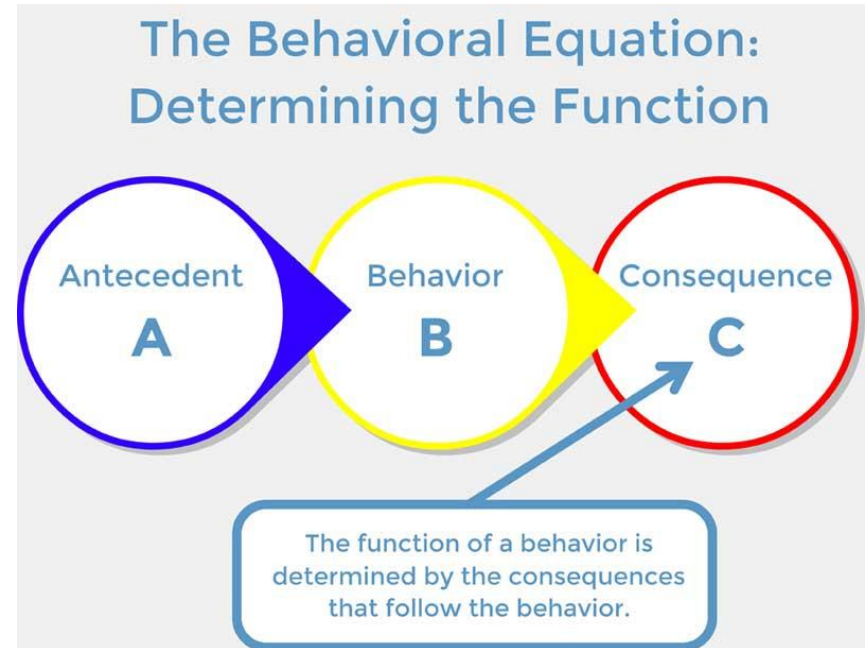 The Behavioral Equation:
Determining the Function
Antecedent
A
Behavior
B
Consequence
C
The function of a behavior is
determined by the consequences
that follow the behavior.